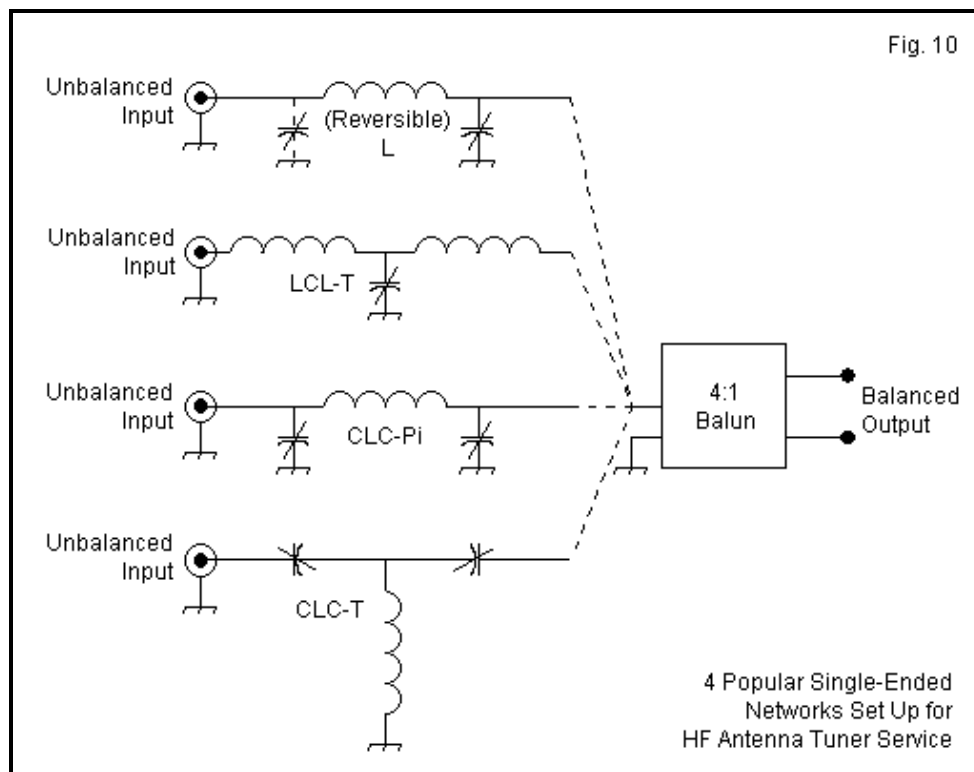 Fig. 10
Unbalanced
Input
(Reversible)
L
Unbalanced
Input
LCL-T
Unbalanced
Input
CLC-Pi
4:1
Balun
Balanced
Output
Unbalanced
Input
CLC-T
4 Popular Single-Ended
Networks Set Up for
HF Antenna Tuner Service